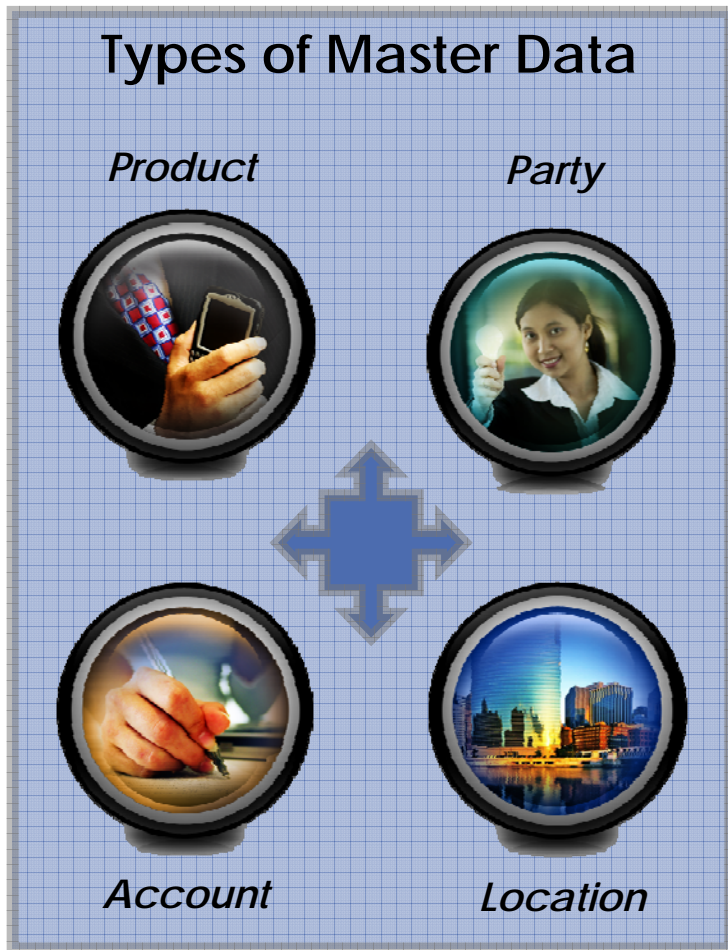 Types of Master Data
Product
Party
Account
Location